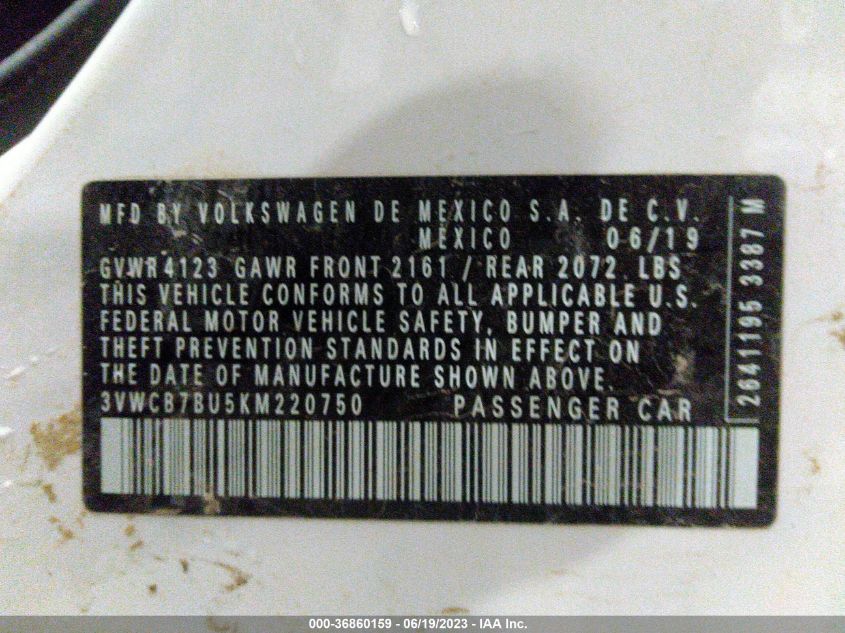 MFD BY VOLKSWAGEN DE MEXICO S.A. DE C.V.
MEXICO 06/19
GVWR 4123 GAWR FRONT 2161 / REAR 2072 LBS
THIS VEHICLE CONFORMS TO ALL APPLICABLE U.S.
FEDERAL MOTOR VEHICLE SAFETY, BUMPER AND
THEFT PREVENTION STANDARDS IN EFFECT ON
THE DATE OF MANUFACTURE SHOWN ABOVE.
3VWCB7BU5KM220750 PASSENGER CAR
2641195 3387 M
000-36860159 - 06/19/2023 - IAA Inc.